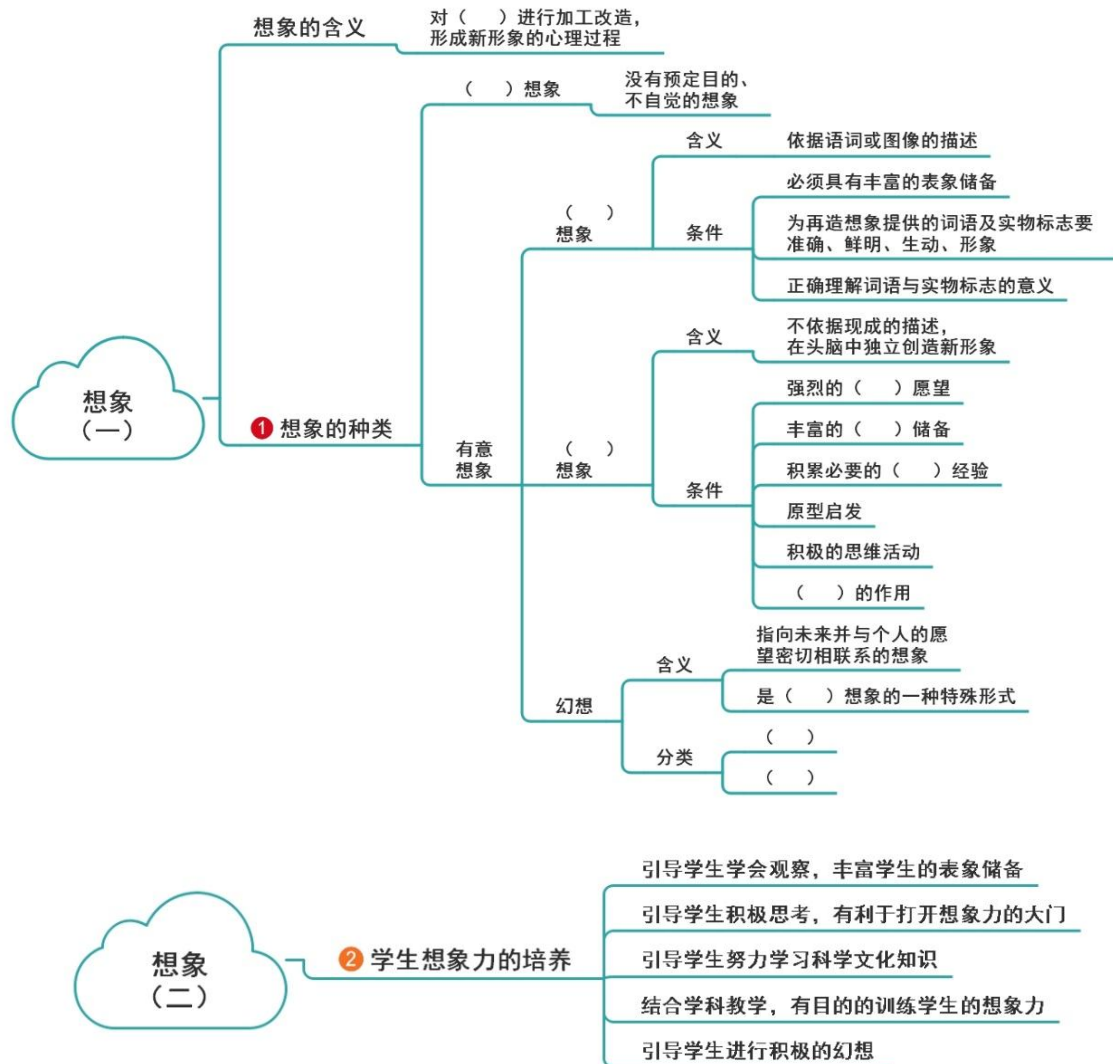 想象的含义
对（ ）进行加工改造，
形成新形象的心理过程
（ ）想象
没有预定目的、
不自觉的想象
含义
依据语词或图像的描述
（ ）
想象
条件
必须具有丰富的表象储备
为再造想象提供的词语及实物标志要
准确、鲜明、生动、形象
正确理解词语与实物标志的意义
想象
（一）
1 想象的种类
有意
想象
（ ）
想象
含义
不依据现成的描述，
在头脑中独立创造新形象
条件
强烈的（ ）愿望
丰富的（ ）储备
积累必要的（ ）经验
原型启发
积极的思维活动
（ ）的作用
幻想
含义
指向未来并与个人的愿
望密切相联系的想象
是（ ）想象的一种特殊形式
分类
（ ）
（ ）
想象
（二）
2 学生想象力的培养
引导学生学会观察，丰富学生的表象储备
引导学生积极思考，有利于打开想象力的大门
引导学生努力学习科学文化知识
结合学科教学，有目的的训练学生的想象力
引导学生进行积极的幻想